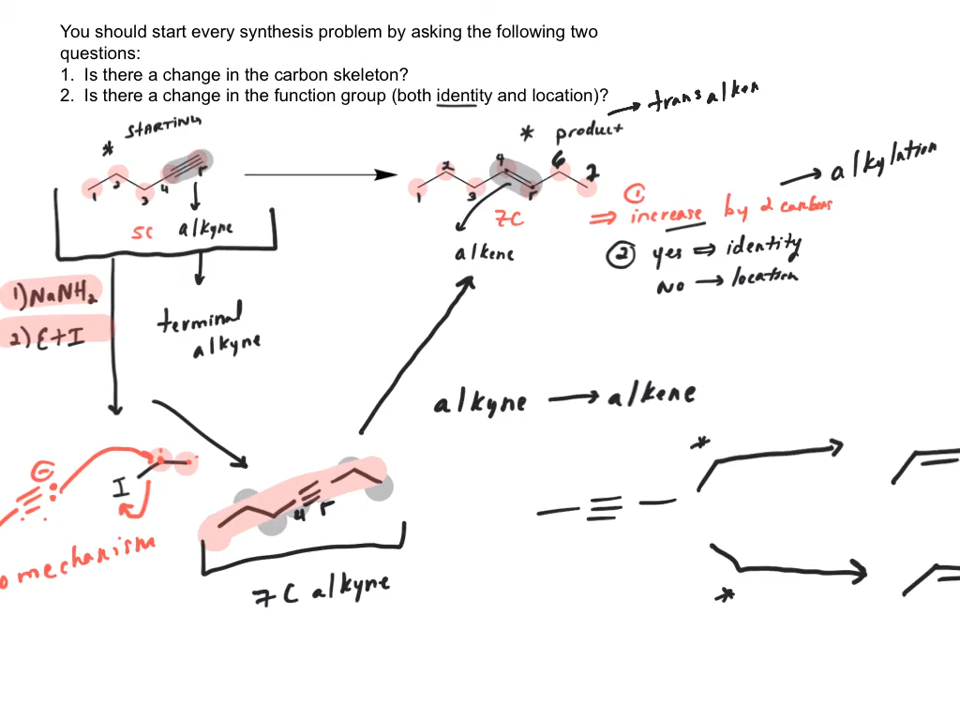 You should start every synthesis problem by asking the following two
questions:
1. Is there a change in the carbon skeleton?
2. Is there a change in the function group (both identity and location)?
→ trans alken
* STARTING
* product
→ alkylation
1 2 3 4 5
1 2 3 4 5 6 7
5C alkyne
7C
alkene
① ⇒ increase by 2 carbons
② yes ⇒ identity
No → location
1) NaNH2
2) Et I
terminal
alkyne
alkyne → alkene
*
⊖
I
4 5
mechanism
7C alkyne
*